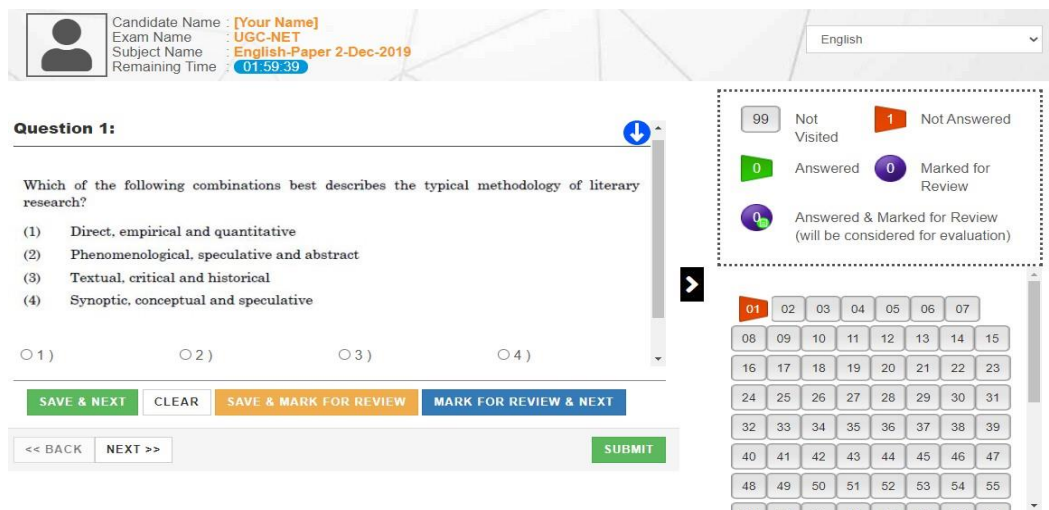 Candidate Name : [Your Name]
Exam Name : UGC-NET
Subject Name : English-Paper 2-Dec-2019
Remaining Time : 01:59:39
English
Question 1:
Which of the following combinations best describes the typical methodology of literary
research?
(1) Direct, empirical and quantitative
(2) Phenomenological, speculative and abstract
(3) Textual, critical and historical
(4) Synoptic, conceptual and speculative
1 ) 2 ) 3 ) 4 )
SAVE & NEXT CLEAR SAVE & MARK FOR REVIEW MARK FOR REVIEW & NEXT
<< BACK NEXT >> SUBMIT
99 Not Visited 1 Not Answered
0 Answered 0 Marked for Review
0 Answered & Marked for Review
(will be considered for evaluation)
01 02 03 04 05 06 07
08 09 10 11 12 13 14 15
16 17 18 19 20 21 22 23
24 25 26 27 28 29 30 31
32 33 34 35 36 37 38 39
40 41 42 43 44 45 46 47
48 49 50 51 52 53 54 55